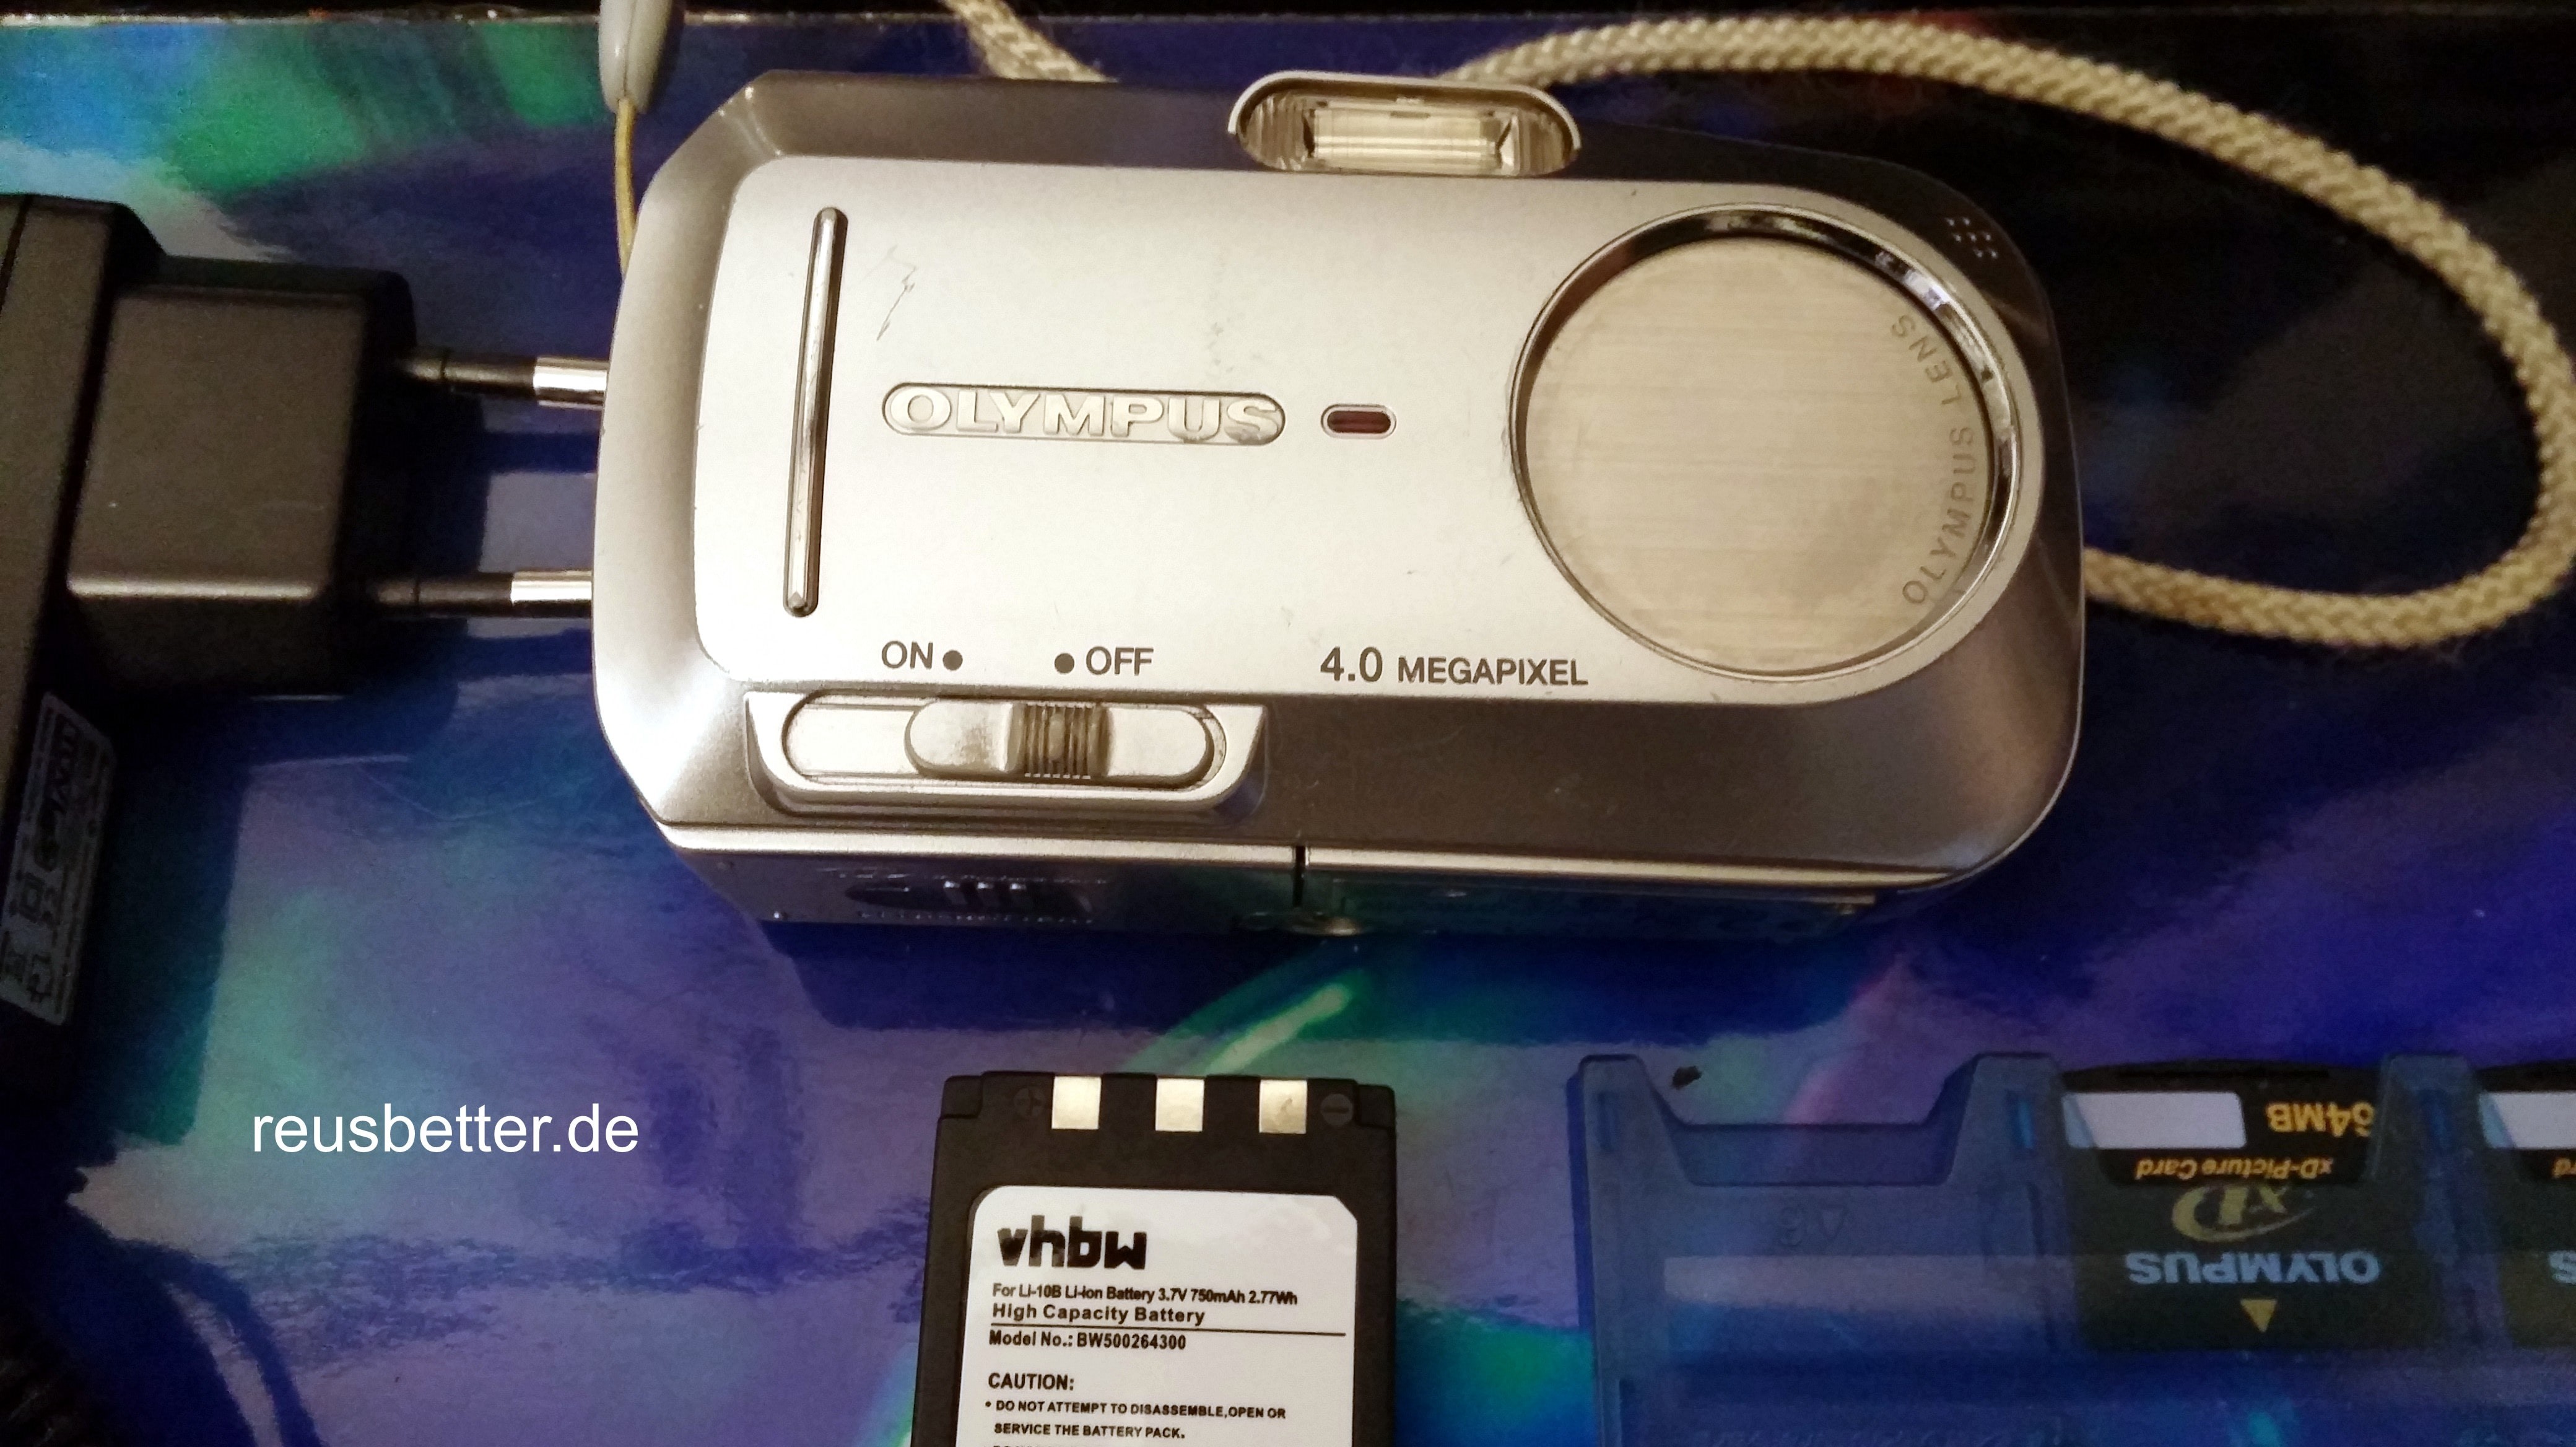 OLYMPUS
OLYMPUS LENS
ON OFF
4.0 MEGAPIXEL
reusbetter.de
vhbw
For Li-10B Li-ion Battery 3.7V 750mAh 2.77Wh
High Capacity Battery
Model No.: BW500264300
CAUTION:
• DO NOT ATTEMPT TO DISASSEMBLE,OPEN OR
SERVICE THE BATTERY PACK.
OLYMPUS
xD
xD-Picture Card
64MB